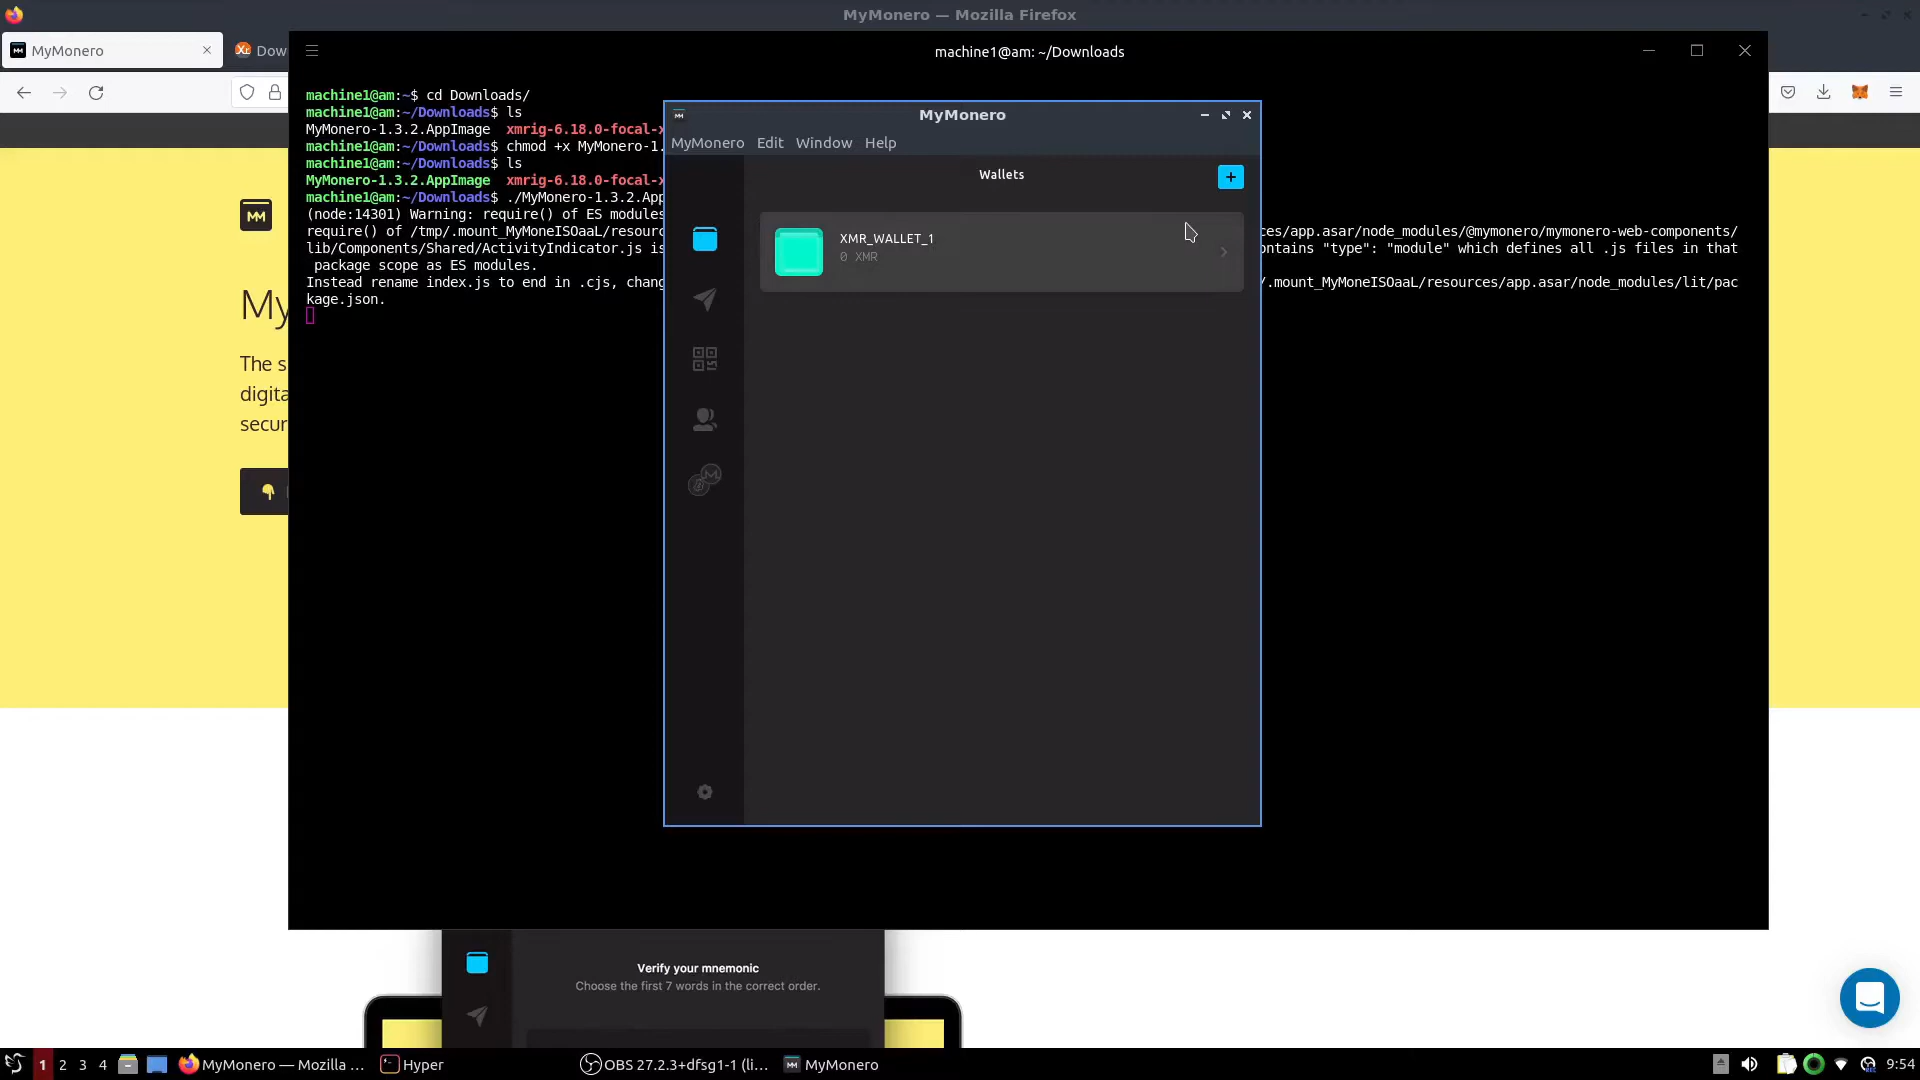 MyMonero — Mozilla Firefox
MyMonero
Dow
machine1@am: ~/Downloads
machine1@am:~$ cd Downloads/
machine1@am:~/Downloads$ ls
MyMonero-1.3.2.AppImage xmrig-6.18.0-focal-x
machine1@am:~/Downloads$ chmod +x MyMonero-1.
machine1@am:~/Downloads$ ls
MyMonero-1.3.2.AppImage xmrig-6.18.0-focal-x
machine1@am:~/Downloads$ ./MyMonero-1.3.2.App
(node:14301) Warning: require() of ES modules
require() of /tmp/.mount_MyMoneISOaaL/resourc
es/app.asar/node_modules/@mymonero/mymonero-web-components/
lib/Components/Shared/ActivityIndicator.js is
ontains "type": "module" which defines all .js files in that
package scope as ES modules.
Instead rename index.js to end in .cjs, chang
/.mount_MyMoneISOaaL/resources/app.asar/node_modules/lit/pac
kage.json.
MyMonero
MyMonero Edit Window Help
Wallets
+
XMR_WALLET_1
0 XMR
My
The s
digita
secur
Verify your mnemonic
Choose the first 7 words in the correct order.
1 2 3 4
MyMonero — Mozilla ...
Hyper
OBS 27.2.3+dfsg1-1 (li...
MyMonero
9:54